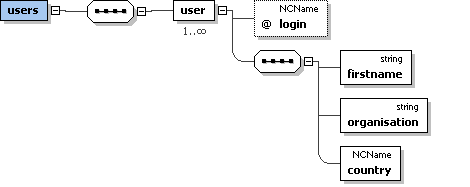 users
user
1..∞
NCName
@ login
string
firstname
string
organisation
NCName
country